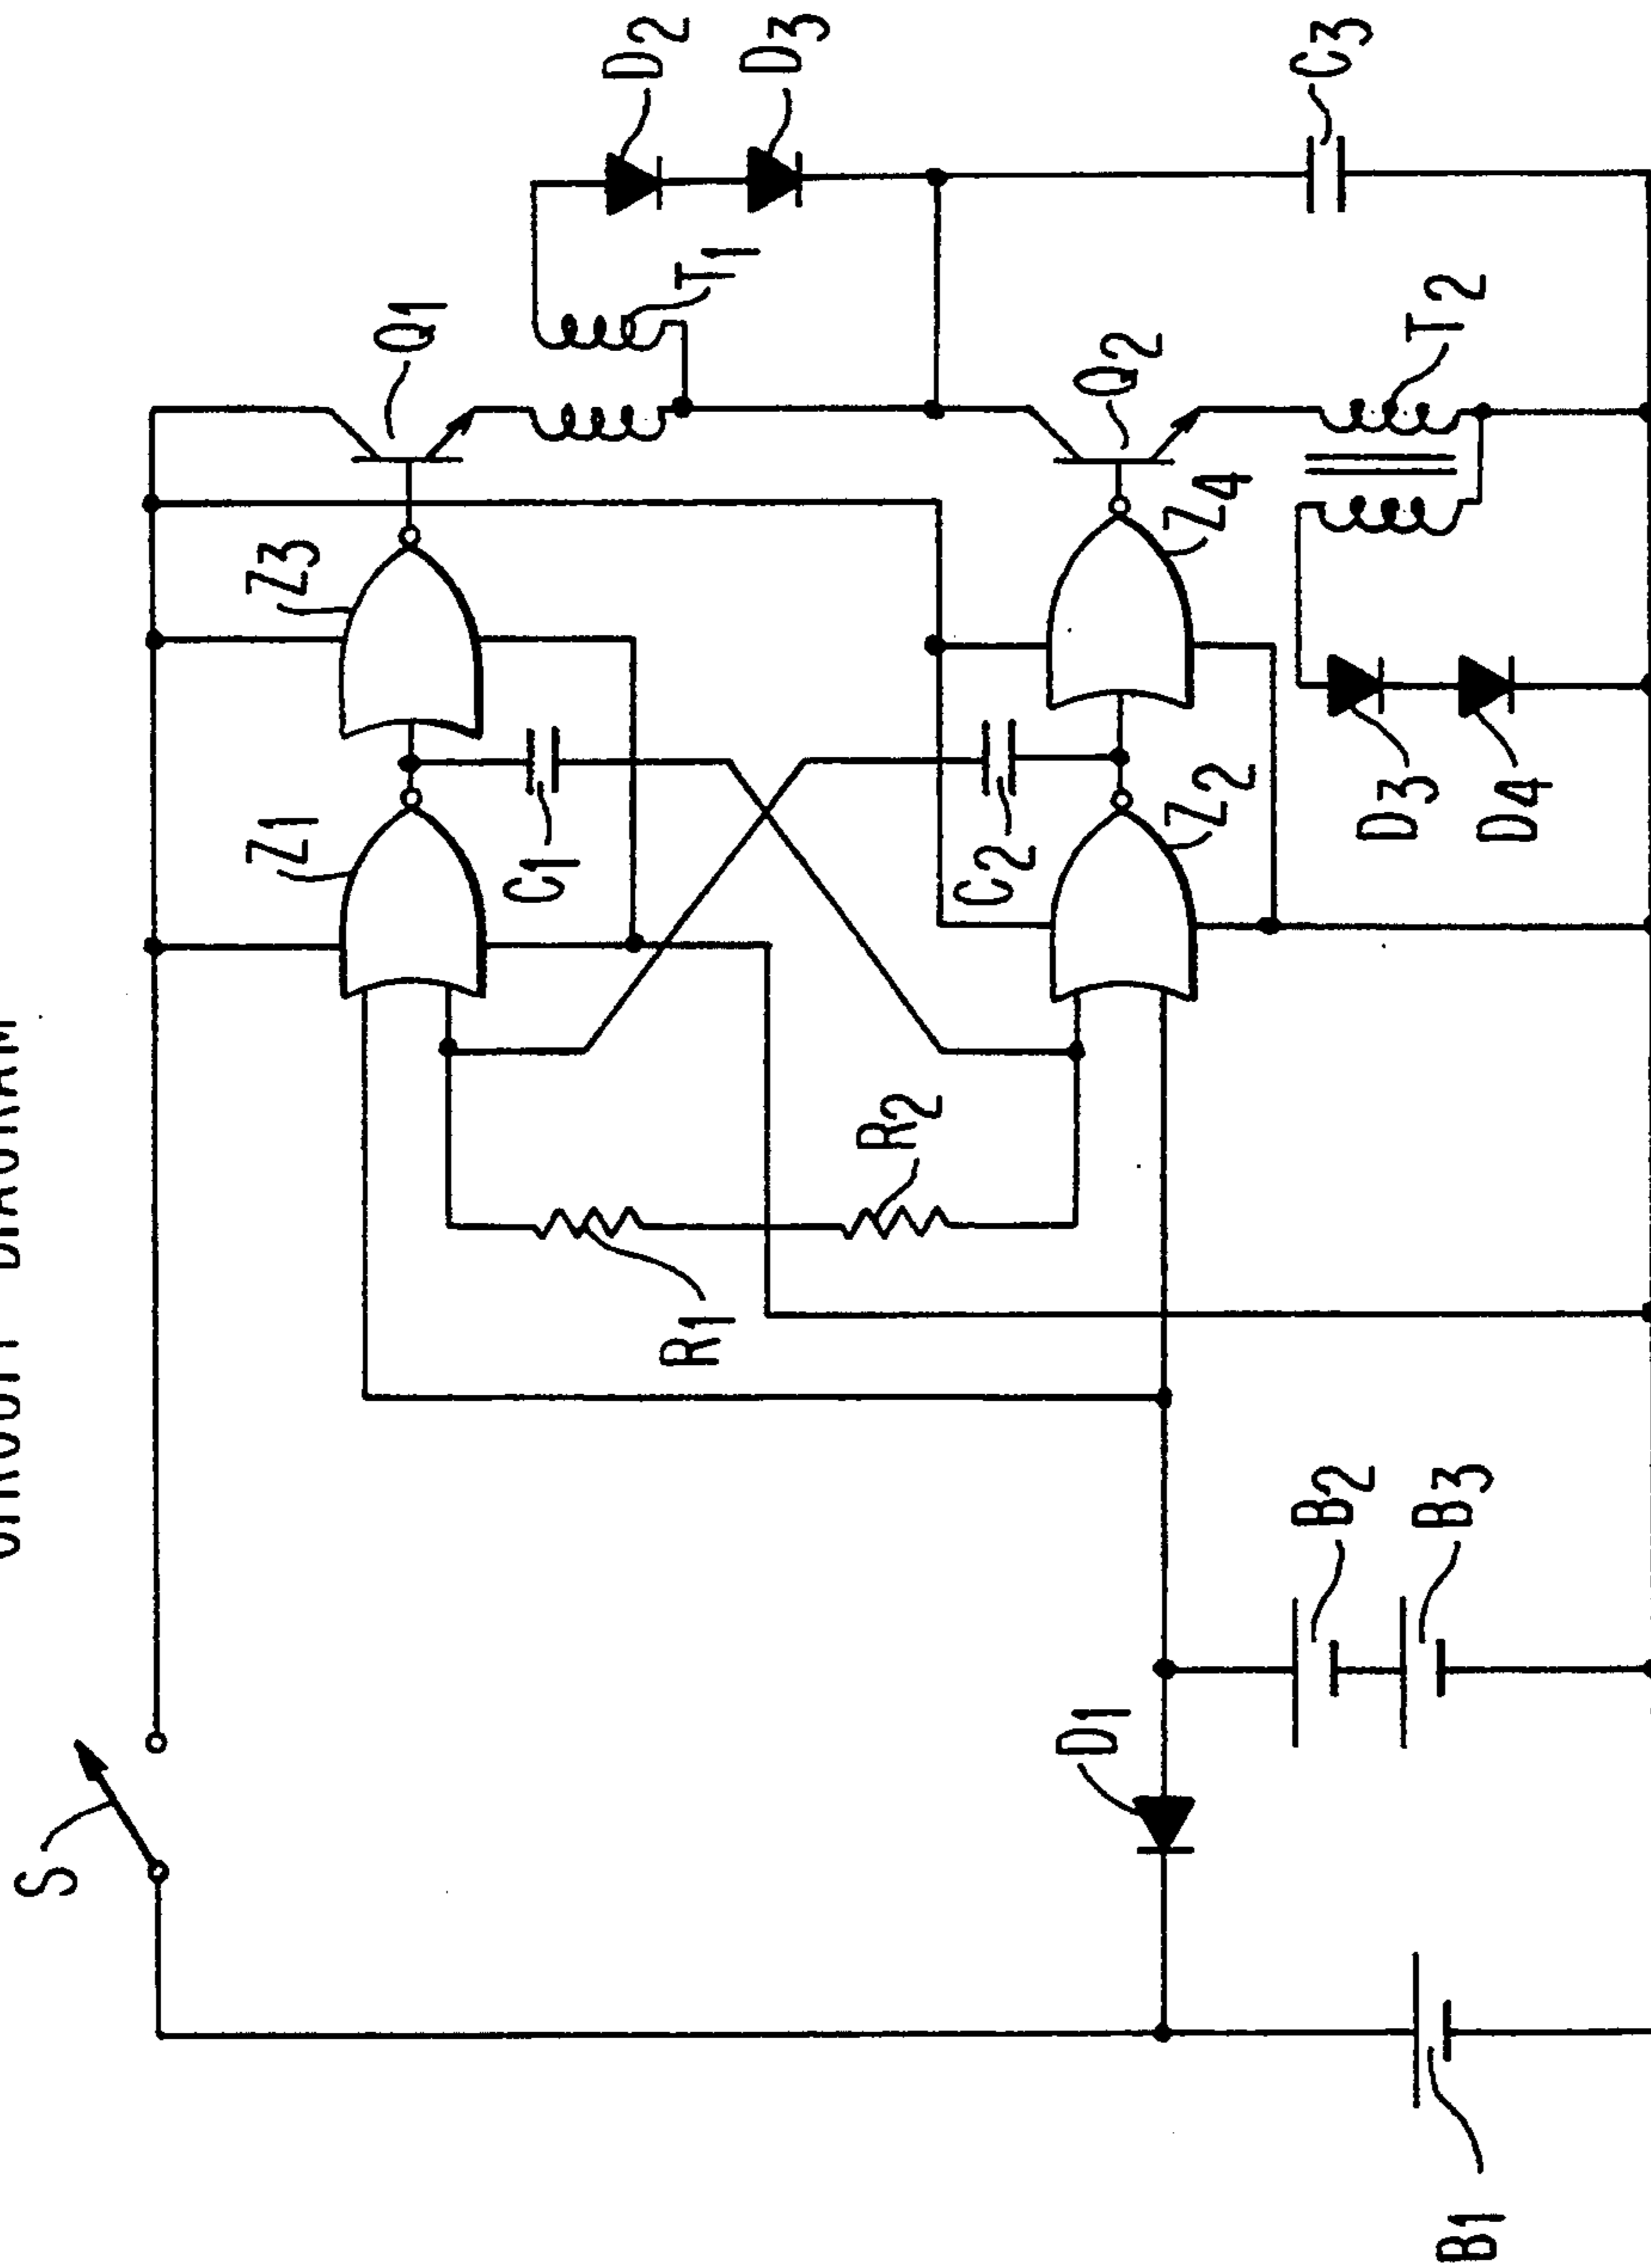 CIRCUIT DIAGRAM
S
Z1
Z3
Q1
D2
D3
T1
C1
R1
R2
C2
Z2
Z4
Q2
C3
T2
D1
B2
B3
D3
D4
B1